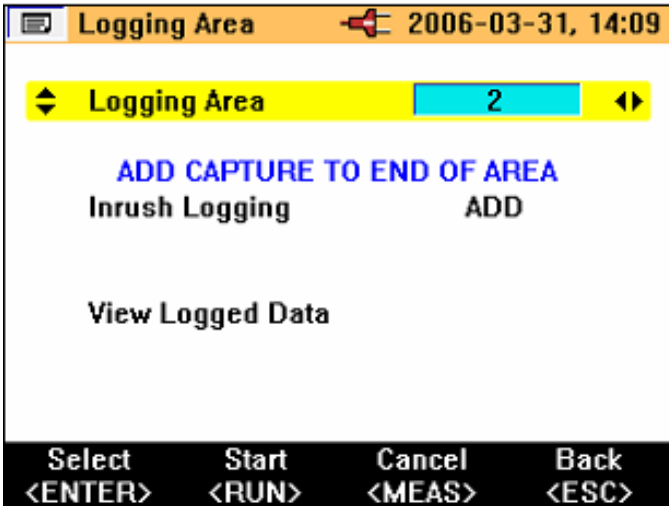 Logging Area 2006-03-31, 14:09
Logging Area 2
ADD CAPTURE TO END OF AREA
Inrush Logging ADD
View Logged Data
Select Start Cancel Back
<ENTER> <RUN> <MEAS> <ESC>